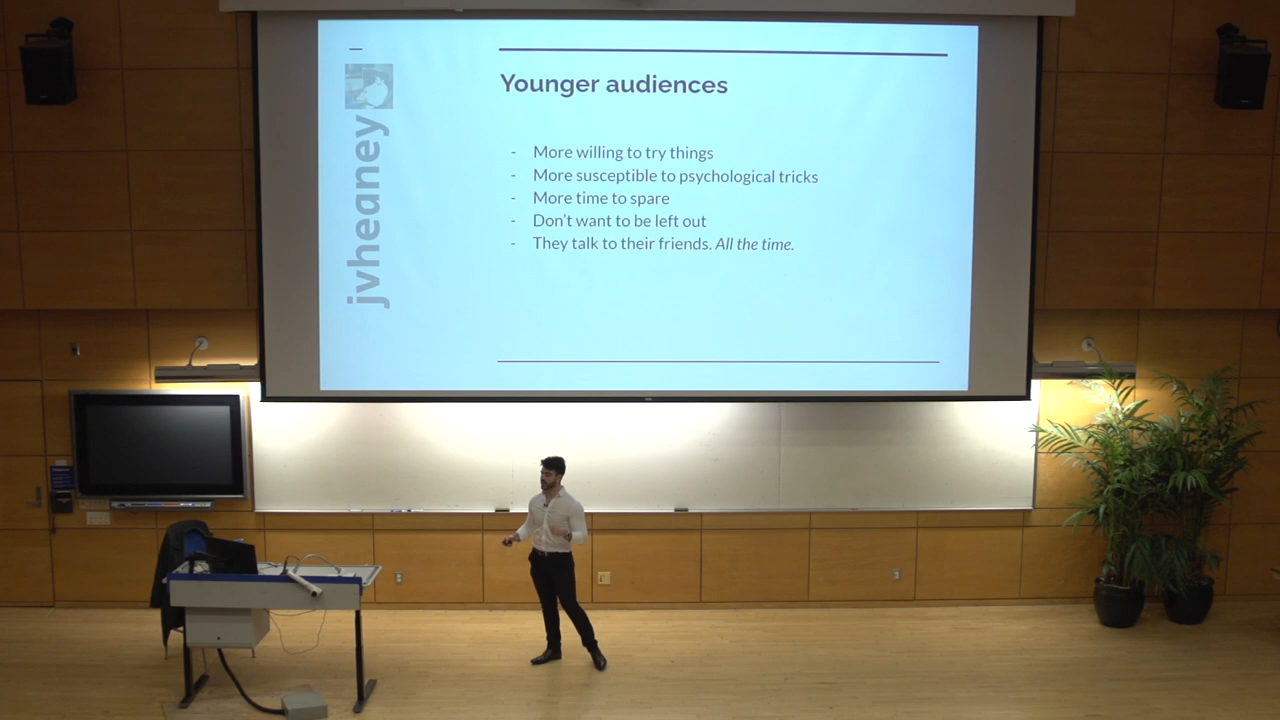 jvheaney
Younger audiences
- More willing to try things
- More susceptible to psychological tricks
- More time to spare
- Don't want to be left out
- They talk to their friends. All the time.